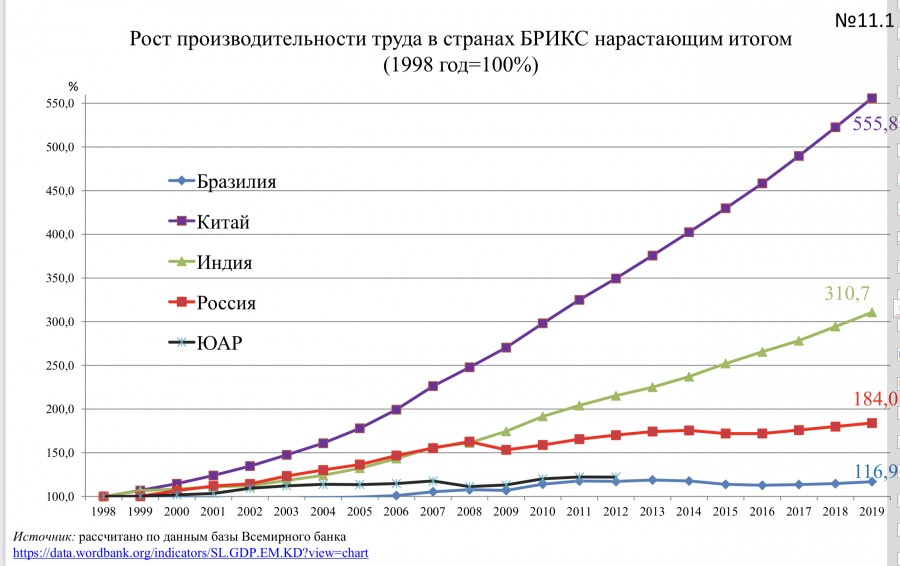 №11.1
Рост производительности труда в странах БРИКС нарастающим итогом
(1998 год=100%)
%
550,0
500,0
450,0
400,0
350,0
300,0
250,0
200,0
150,0
100,0
Бразилия
Китай
Индия
Россия
ЮАР
555,8
310,7
184,0
116,9
1998 1999 2000 2001 2002 2003 2004 2005 2006 2007 2008 2009 2010 2011 2012 2013 2014 2015 2016 2017 2018 2019
Источник: рассчитано по данным базы Всемирного банка
https://data.wordbank.org/indicators/SL.GDP.EM.KD?view=chart